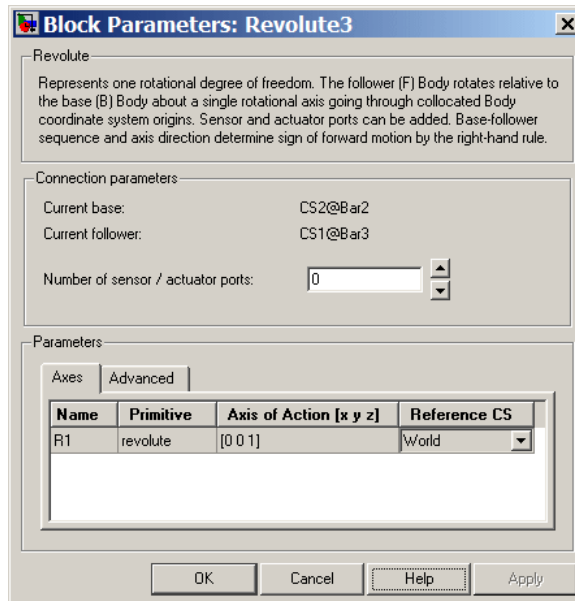 Block Parameters: Revolute3
Revolute
Represents one rotational degree of freedom. The follower (F) Body rotates relative to
the base (B) Body about a single rotational axis going through collocated Body
coordinate system origins. Sensor and actuator ports can be added. Base-follower
sequence and axis direction determine sign of forward motion by the right-hand rule.
Connection parameters
Current base: CS2@Bar2
Current follower: CS1@Bar3
Number of sensor / actuator ports: 0
Parameters
Axes Advanced
Name Primitive Axis of Action [x y z] Reference CS
R1 revolute [0 0 1] World
OK Cancel Help Apply